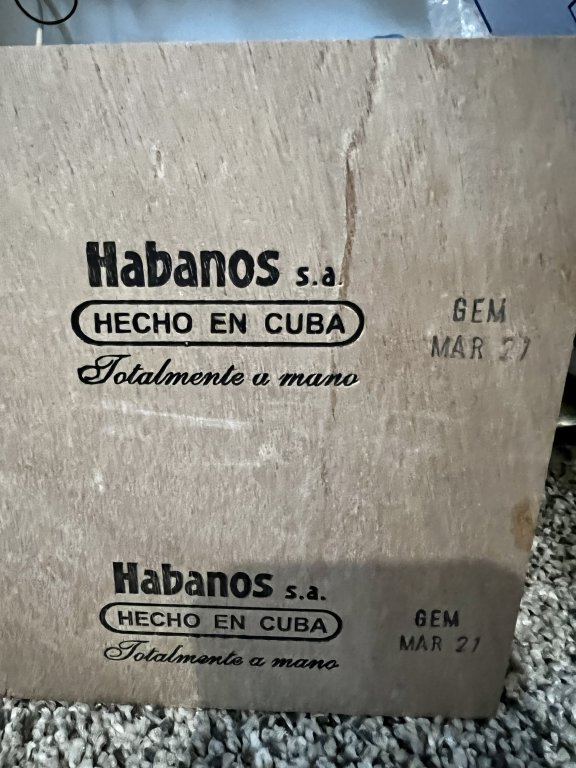 Habanos s.a.
HECHO EN CUBA
Totalmente a mano
GEM
MAR 21
Habanos s.a.
HECHO EN CUBA
Totalmente a mano
GEM
MAR 21